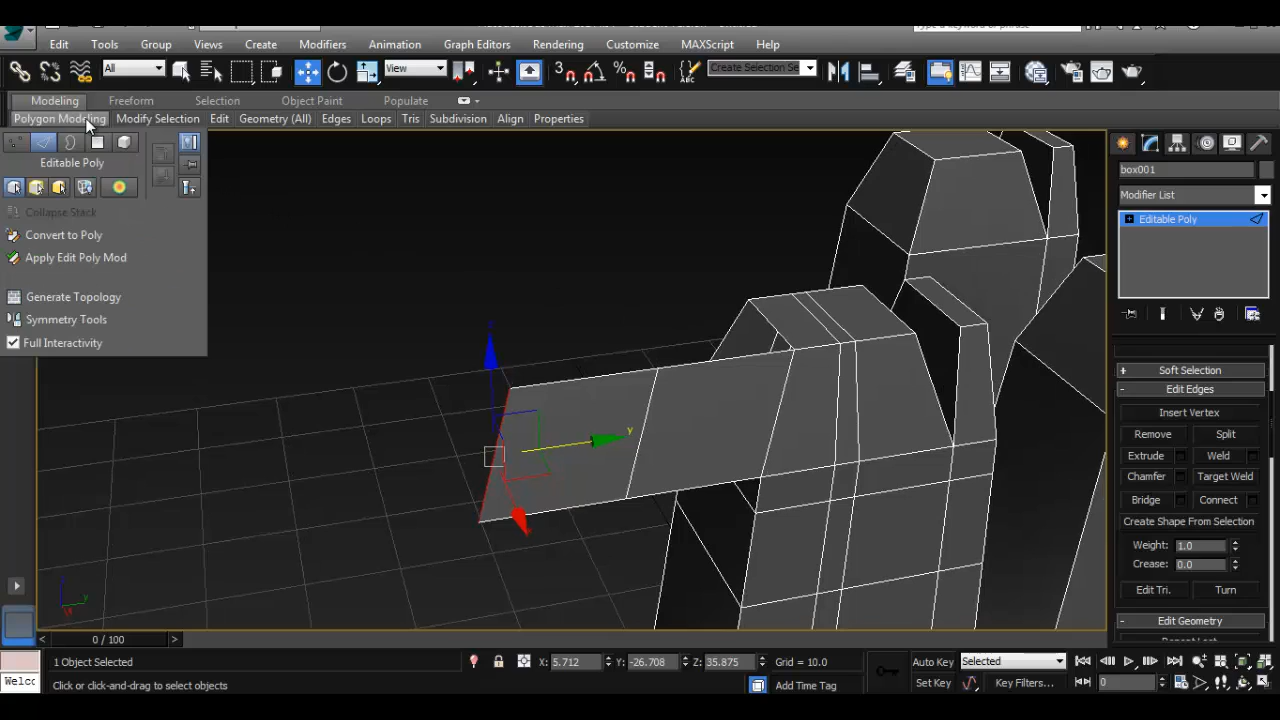 Edit Tools Group Views Create Modifiers Animation Graph Editors Rendering Customize MAXScript Help
All View 3 ABC Create Selection Se
Modeling Freeform Selection Object Paint Populate
Polygon Modeling Modify Selection Edit Geometry (All) Edges Loops Tris Subdivision Align Properties
Editable Poly
Collapse Stack
Convert to Poly
Apply Edit Poly Mod
Generate Topology
Symmetry Tools
Full Interactivity
y
box001
Modifier List
Editable Poly
+ Soft Selection
- Edit Edges
Insert Vertex
Remove Split
Extrude Weld
Chamfer Target Weld
Bridge Connect
Create Shape From Selection
Weight: 1.0
Crease: 0.0
Edit Tri. Turn
- Edit Geometry
< 0 / 100 >
1 Object Selected X: 5.712 Y: -26.708 Z: 35.875 Grid = 10.0 Auto Key Selected
Welcc Click or click-and-drag to select objects Add Time Tag Set Key Key Filters... 0